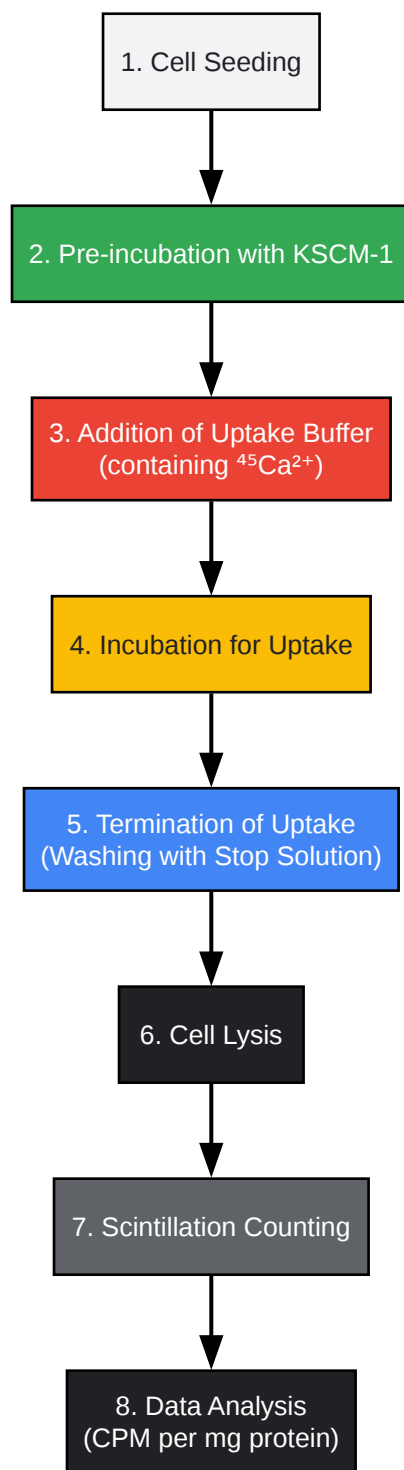 1. Cell Seeding
2. Pre-incubation with KSCM-1
3. Addition of Uptake Buffer
(containing ⁴⁵Ca²⁺)
4. Incubation for Uptake
5. Termination of Uptake
(Washing with Stop Solution)
6. Cell Lysis
7. Scintillation Counting
8. Data Analysis
(CPM per mg protein)